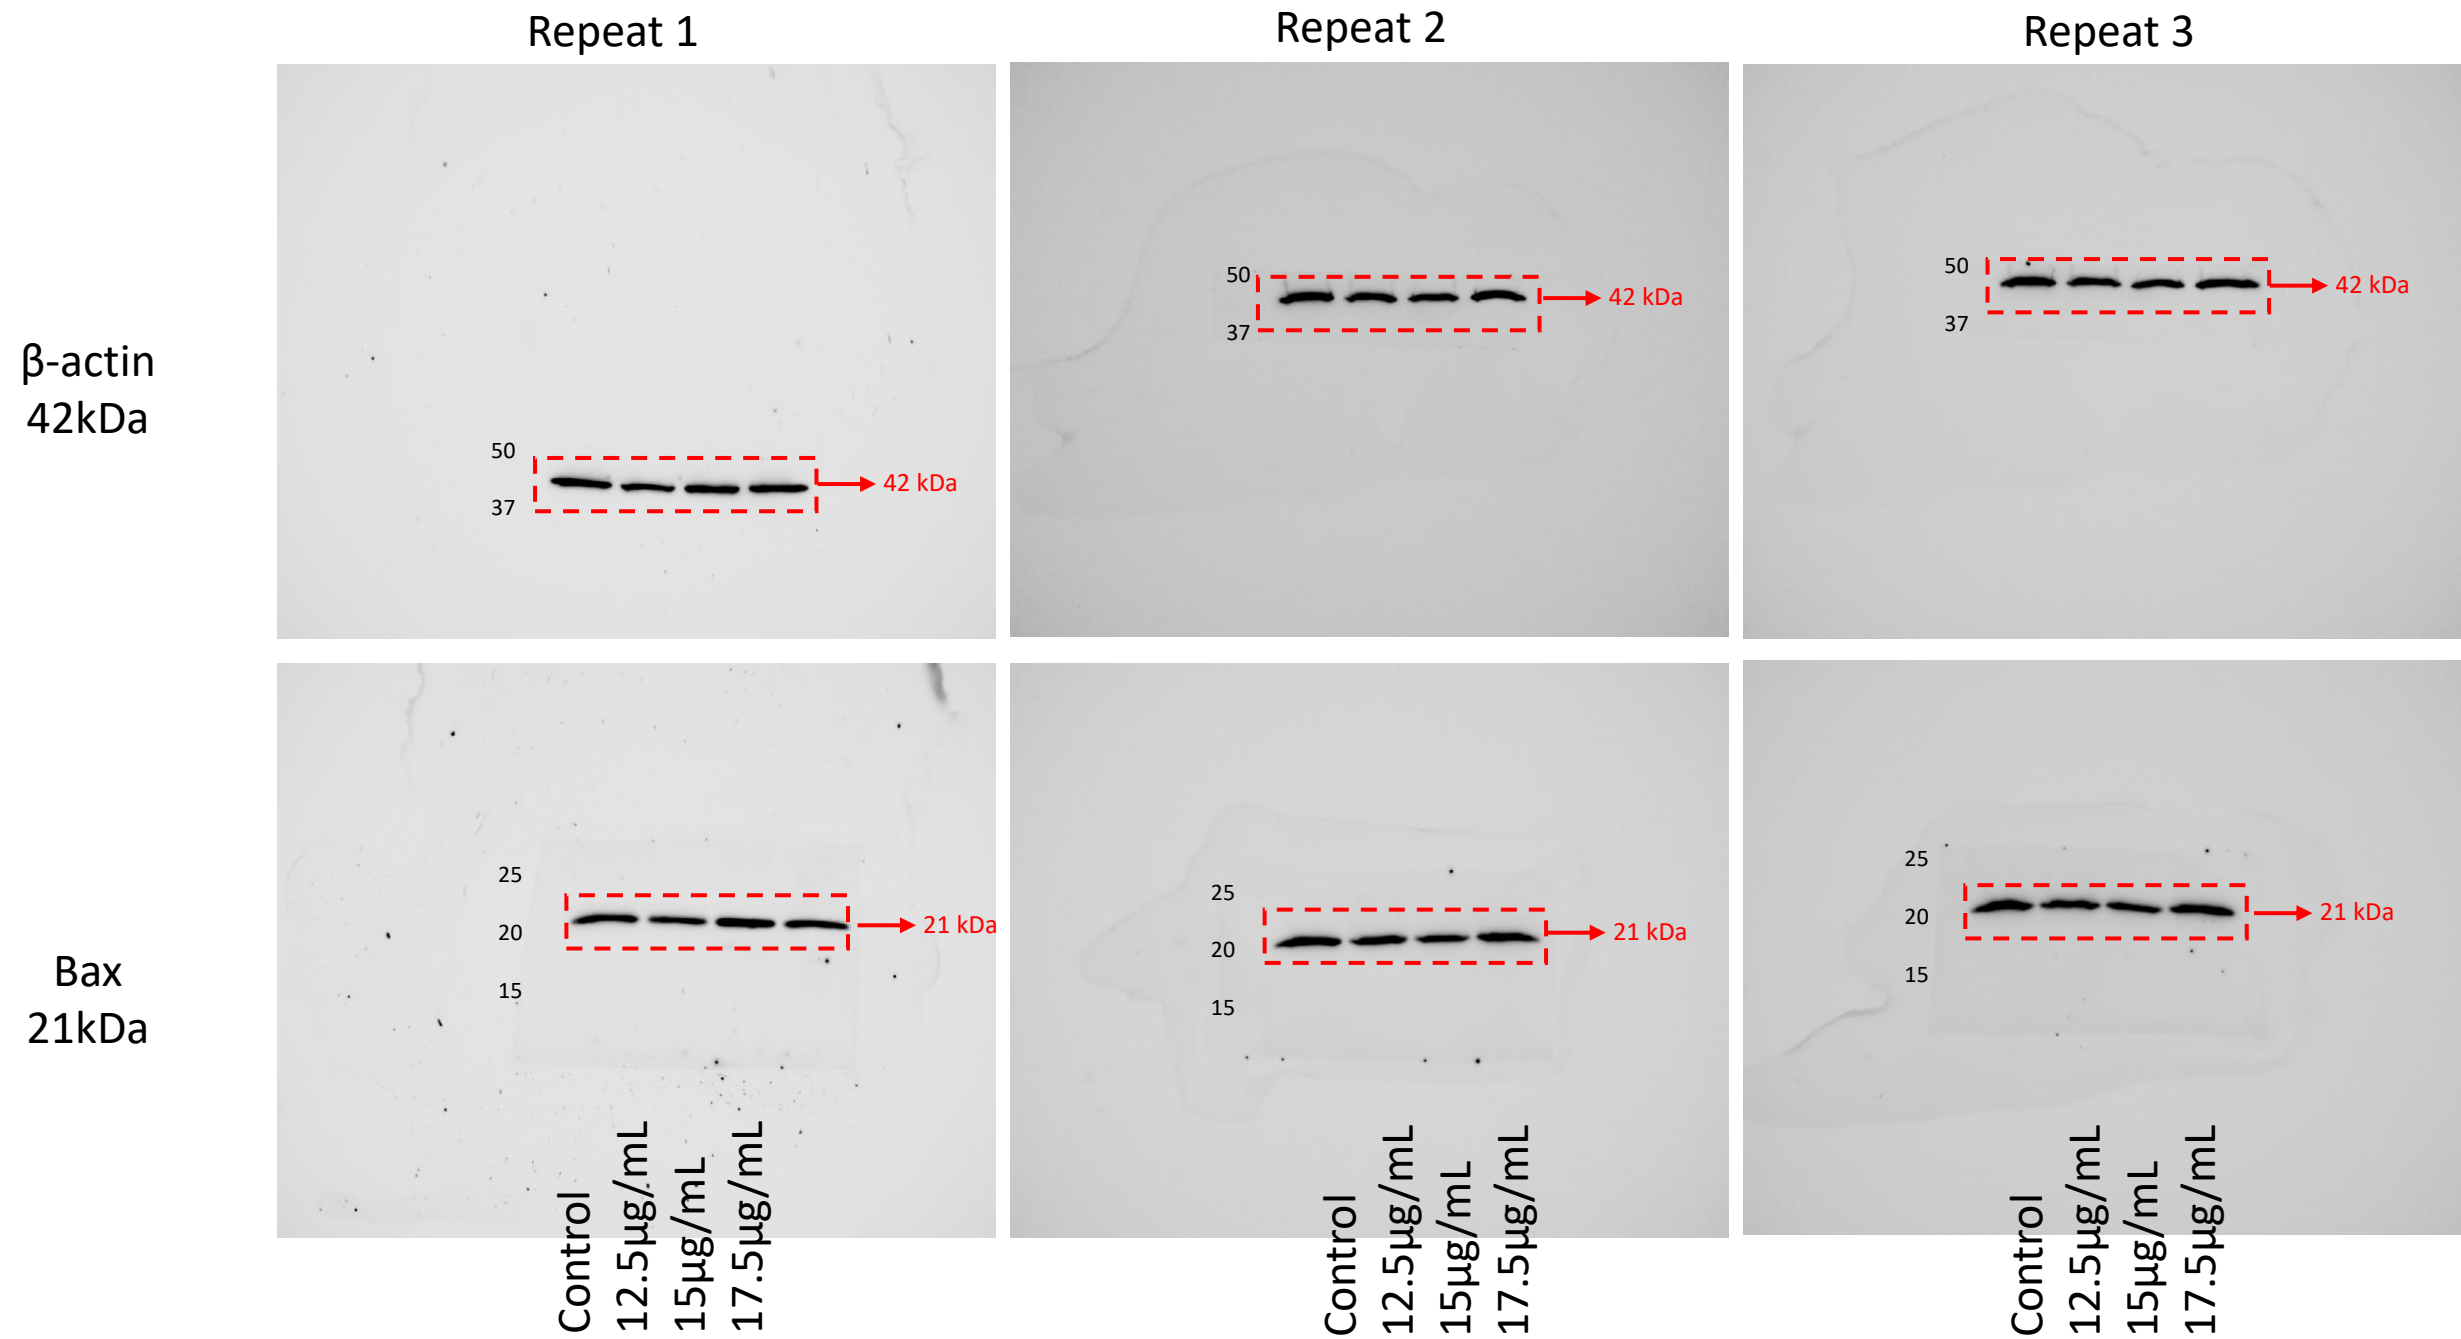 Repeat 1
Repeat 2
Repeat 3
β-actin
42kDa
50
37
42 kDa
50
37
42 kDa
50
37
42 kDa
Bax
21kDa
25
20
15
21 kDa
25
20
15
21 kDa
25
20
15
21 kDa
Control
12.5µg/mL
15µg/mL
17.5µg/mL
Control
12.5µg/mL
15µg/mL
17.5µg/mL
Control
12.5µg/mL
15µg/mL
17.5µg/mL